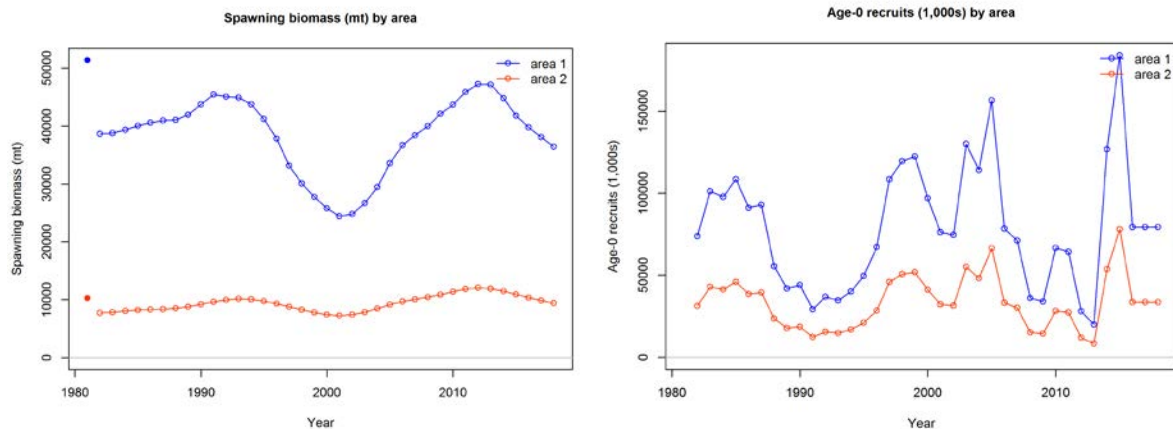 Spawning biomass (mt) by area
Spawning biomass (mt)
50000
40000
30000
20000
10000
0
area 1
area 2
1980 1990 2000 2010
Year
Age-0 recruits (1,000s) by area
Age-0 recruits (1,000s)
150000
100000
50000
0
area 1
area 2
1980 1990 2000 2010
Year